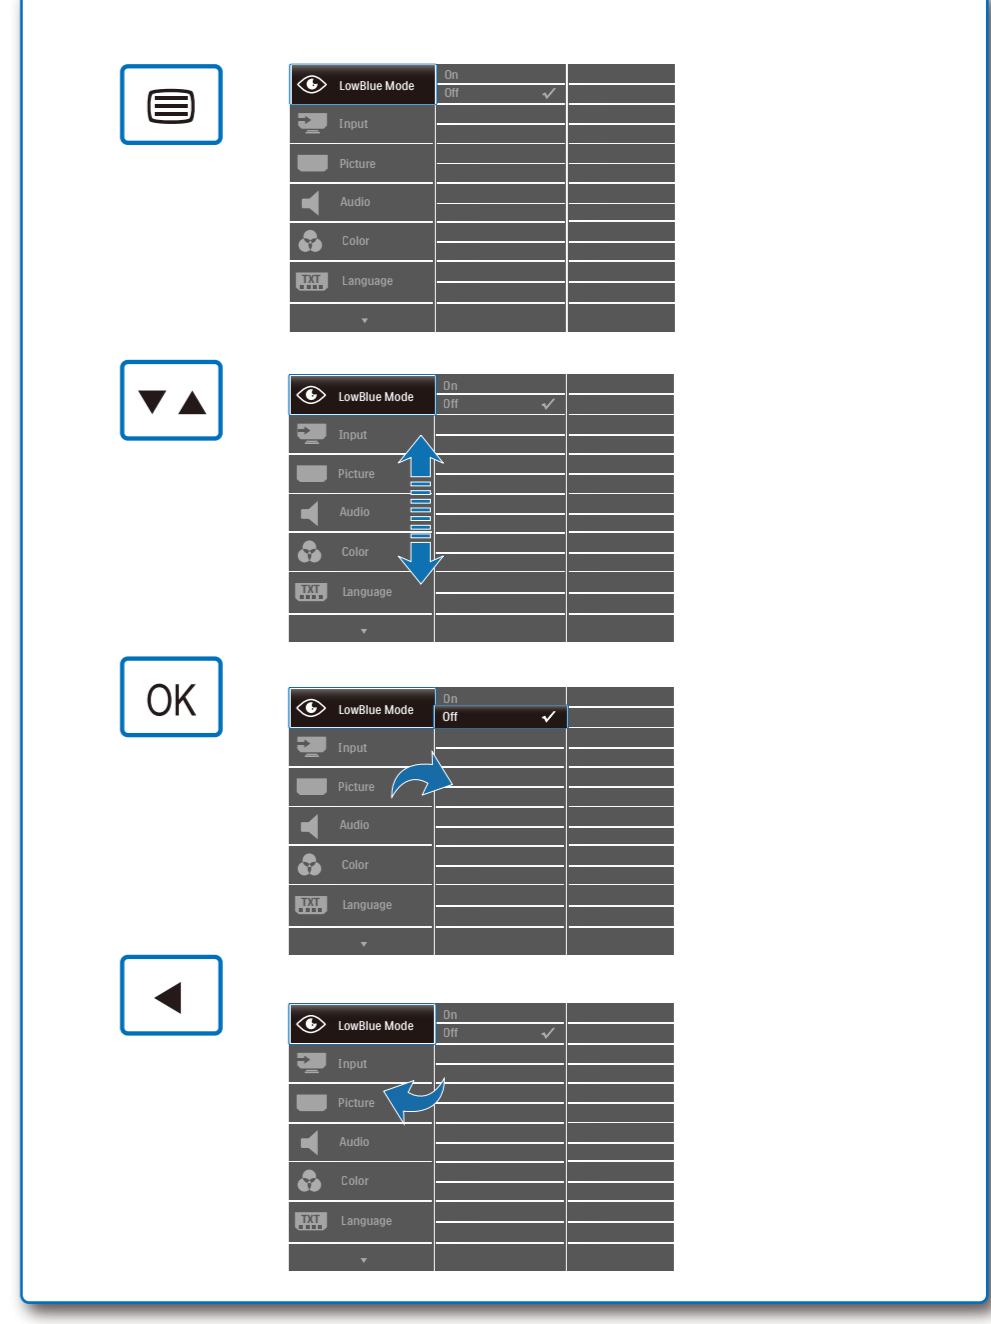 On
LowBlue Mode
Off
Input
Picture
Audio
Color
TXT Language
On
LowBlue Mode
Off
Input
Picture
Audio
Color
TXT Language
OK
On
LowBlue Mode
Off
Input
Picture
Audio
Color
TXT Language
On
LowBlue Mode
Off
Input
Picture
Audio
Color
TXT Language